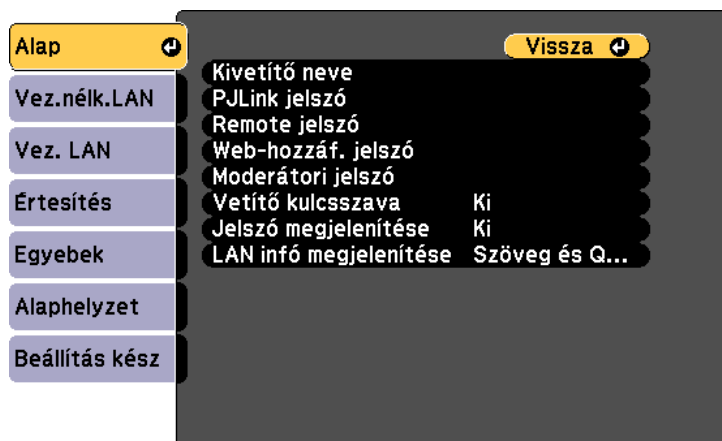 Alap
Vez.nélk.LAN
Vez. LAN
Értesítés
Egyebek
Alaphelyzet
Beállítás kész
Vissza
Kivetítő neve
PJLink jelszó
Remote jelszó
Web-hozzáf. jelszó
Moderátori jelszó
Vetítő kulcsszava Ki
Jelszó megjelenítése Ki
LAN infó megjelenítése Szöveg és Q...